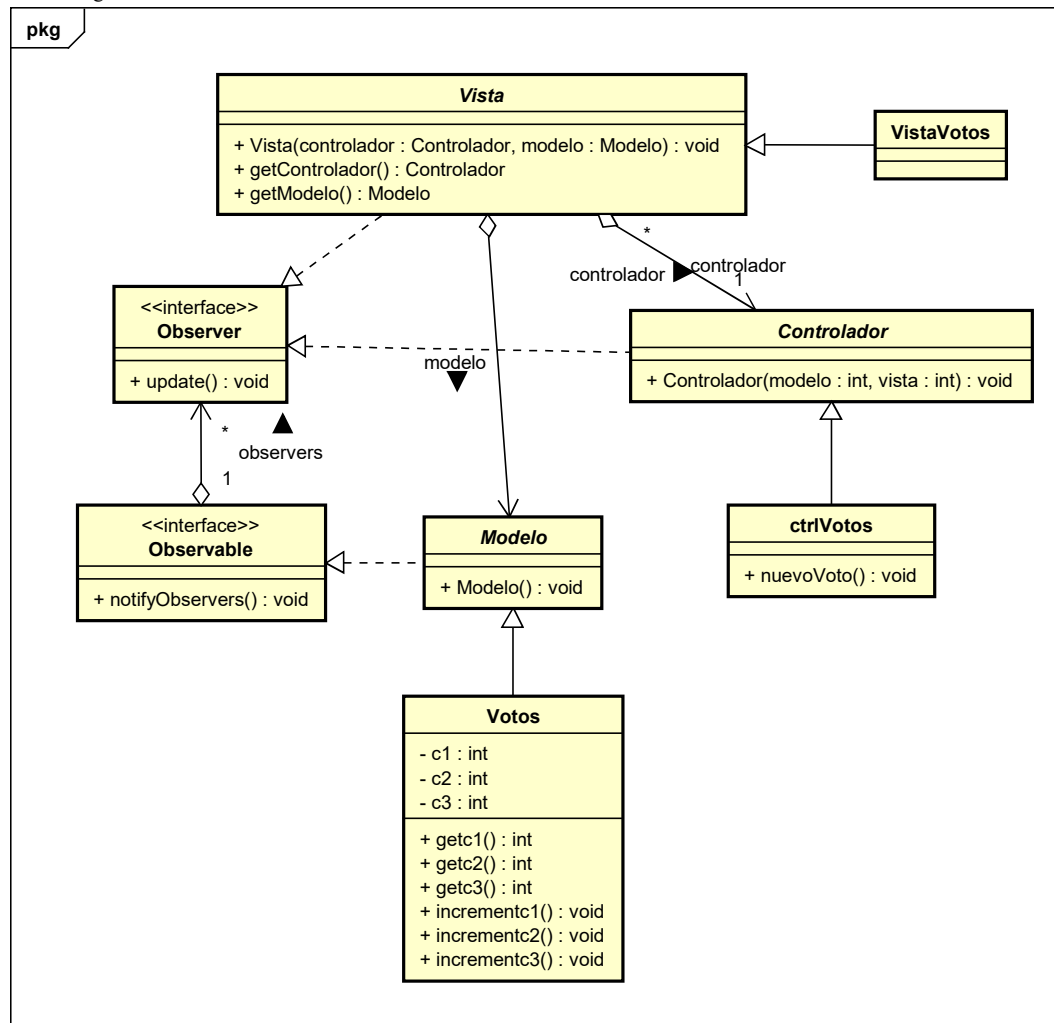 pkg
Vista
+ Vista(controlador : Controlador, modelo : Modelo) : void
+ getControlador() : Controlador
+ getModelo() : Modelo
VistaVotos
*
controlador
controlador
1
<<interface>>
Observer
+ update() : void
Controlador
+ Controlador(modelo : int, vista : int) : void
modelo
*
observers
1
<<interface>>
Observable
+ notifyObservers() : void
Modelo
+ Modelo() : void
ctrlVotos
+ nuevoVoto() : void
Votos
- c1 : int
- c2 : int
- c3 : int
+ getc1() : int
+ getc2() : int
+ getc3() : int
+ incrementc1() : void
+ incrementc2() : void
+ incrementc3() : void